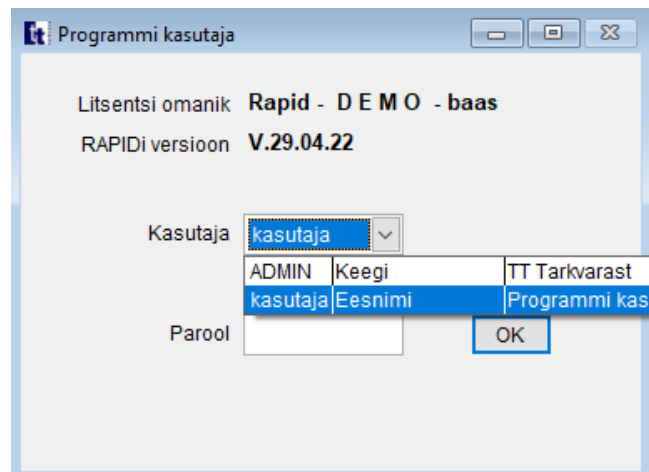 tt Programmi kasutaja
Litsentsi omanik Rapid - D E M O - baas
RAPIDi versioon V.29.04.22
Kasutaja kasutaja
ADMIN Keegi TT Tarkvarast
kasutaja Eesnimi Programmi kas
Parool OK